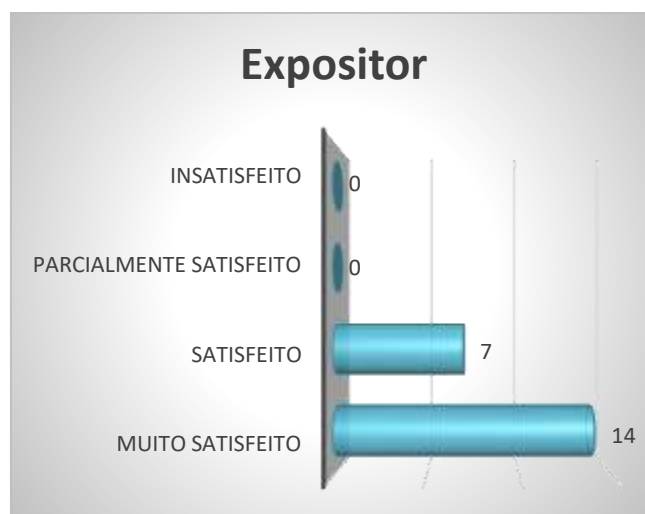 Expositor
INSATISFEITO 0
PARCIALMENTE SATISFEITO 0
SATISFEITO 7
MUITO SATISFEITO 14